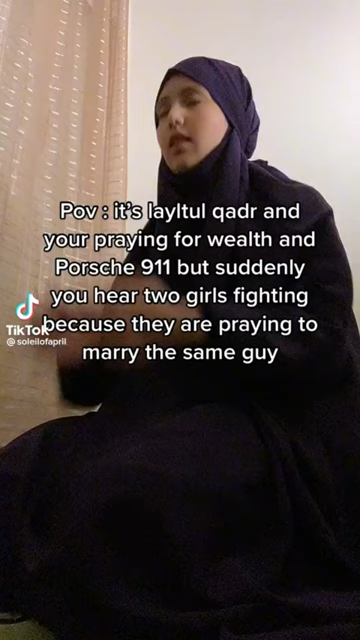 Pov : it's layltul qadr and
your praying for wealth and
Porsche 911 but suddenly
you hear two girls fighting
because they are praying to
marry the same guy
TikTok
@ soleilofapril